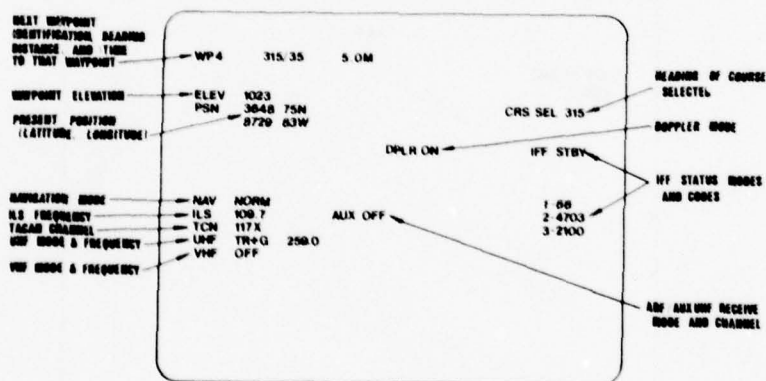 NEXT WAYPOINT
IDENTIFICATION BEARING
DISTANCE AND TIME
TO THAT WAYPOINT
WP4 315/35 5.0M
WAYPOINT ELEVATION
ELEV 1023
PSN 3648 75N
8729 83W
PRESENT POSITION
(LATITUDE, LONGITUDE)
HEADING OF COURSE
SELECTED
CRS SEL 315
DOPPLER MODE
DPLR ON
IFF STBY
IFF STATUS MODES
AND CODES
NAVIGATION MODE
NAV NORM
ILS FREQUENCY
ILS 109.7
AUX OFF
1-66
TACAN CHANNEL
TCN 117X
2-4703
UHF MODE & FREQUENCY
UHF TR+G 259.0
3-2100
VHF MODE & FREQUENCY
VHF OFF
ADF AUX UHF RECEIVE
MODE AND CHANNEL